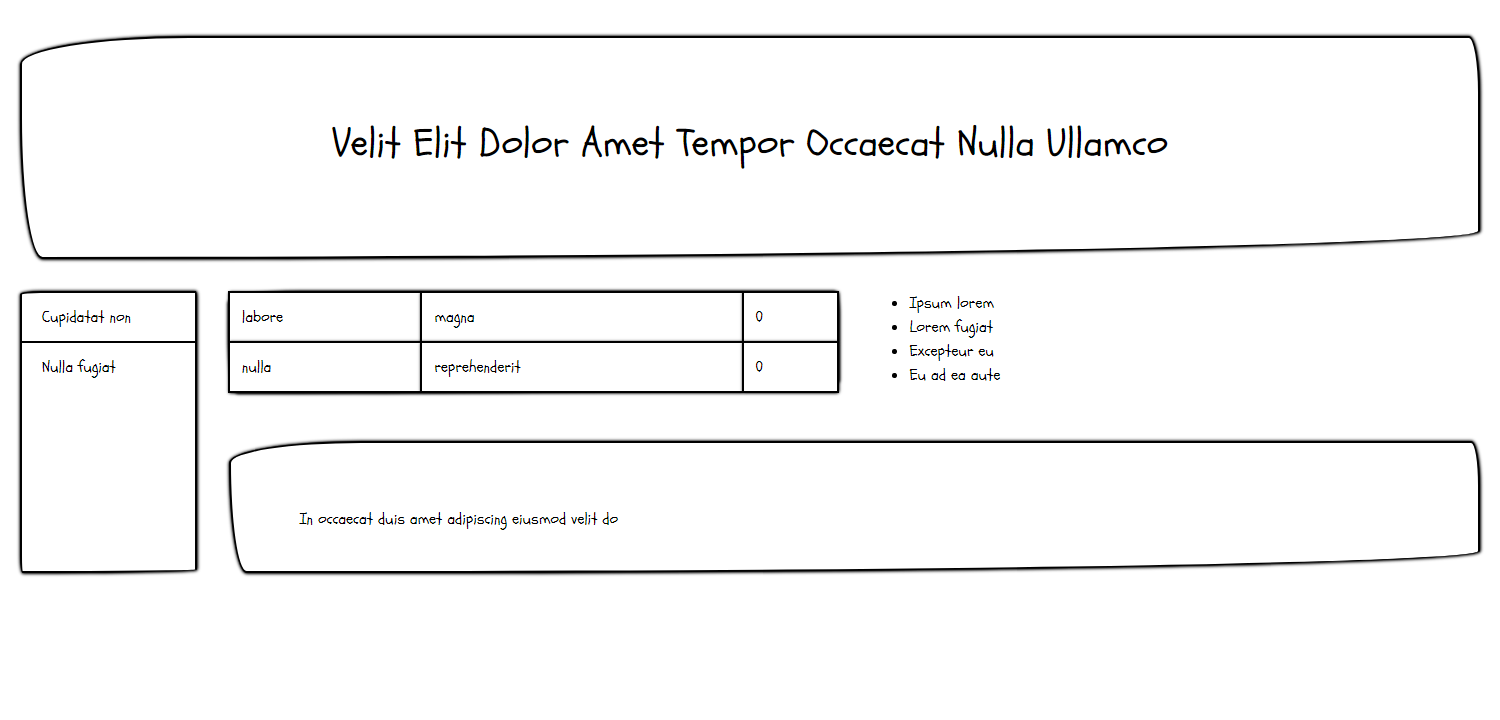 Velit Elit Dolor Amet Tempor Occaecat Nulla Ullamco
Cupidatat non
Nulla fugiat
labore magna 0
nulla reprehenderit 0
Ipsum lorem
Lorem fugiat
Excepteur eu
Eu ad ea aute
In occaecat duis amet adipiscing eiusmod velit do